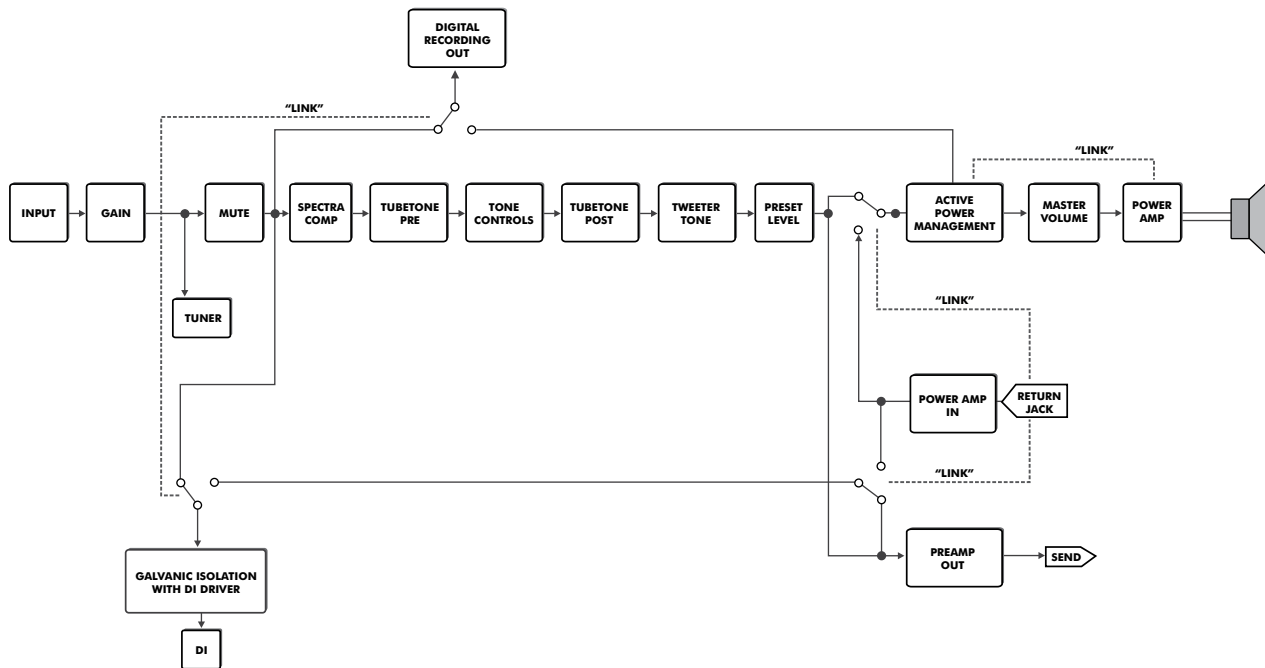 DIGITAL
RECORDING
OUT
“LINK”
“LINK”
INPUT
GAIN
MUTE
SPECTRA
COMP
TUBETONE
PRE
TONE
CONTROLS
TUBETONE
POST
TWEETER
TONE
PRESET
LEVEL
ACTIVE
POWER
MANAGEMENT
MASTER
VOLUME
POWER
AMP
TUNER
“LINK”
POWER AMP
IN
RETURN
JACK
“LINK”
PREAMP
OUT
SEND
GALVANIC ISOLATION
WITH DI DRIVER
DI